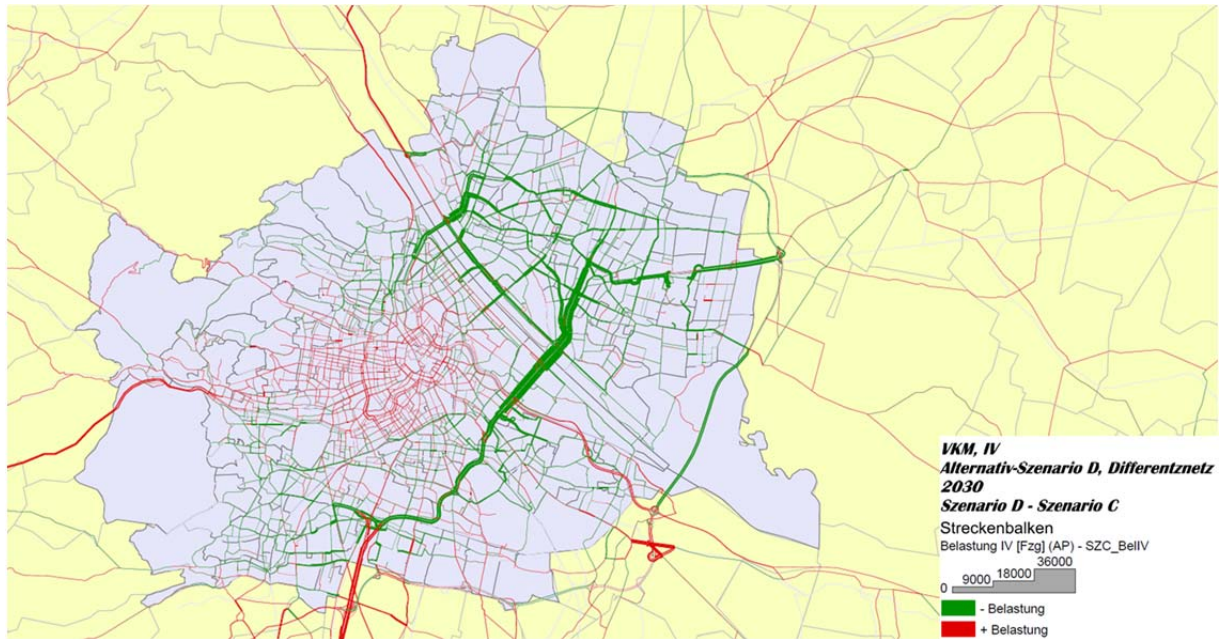 VKM, IV
Alternativ-Szenario D, Differentznetz
2030
Szenario D - Szenario C
Streckenbalken
Belastung IV [Fzg] (AP) - SZC_BelIV
0 9000 18000 36000
- Belastung
+ Belastung